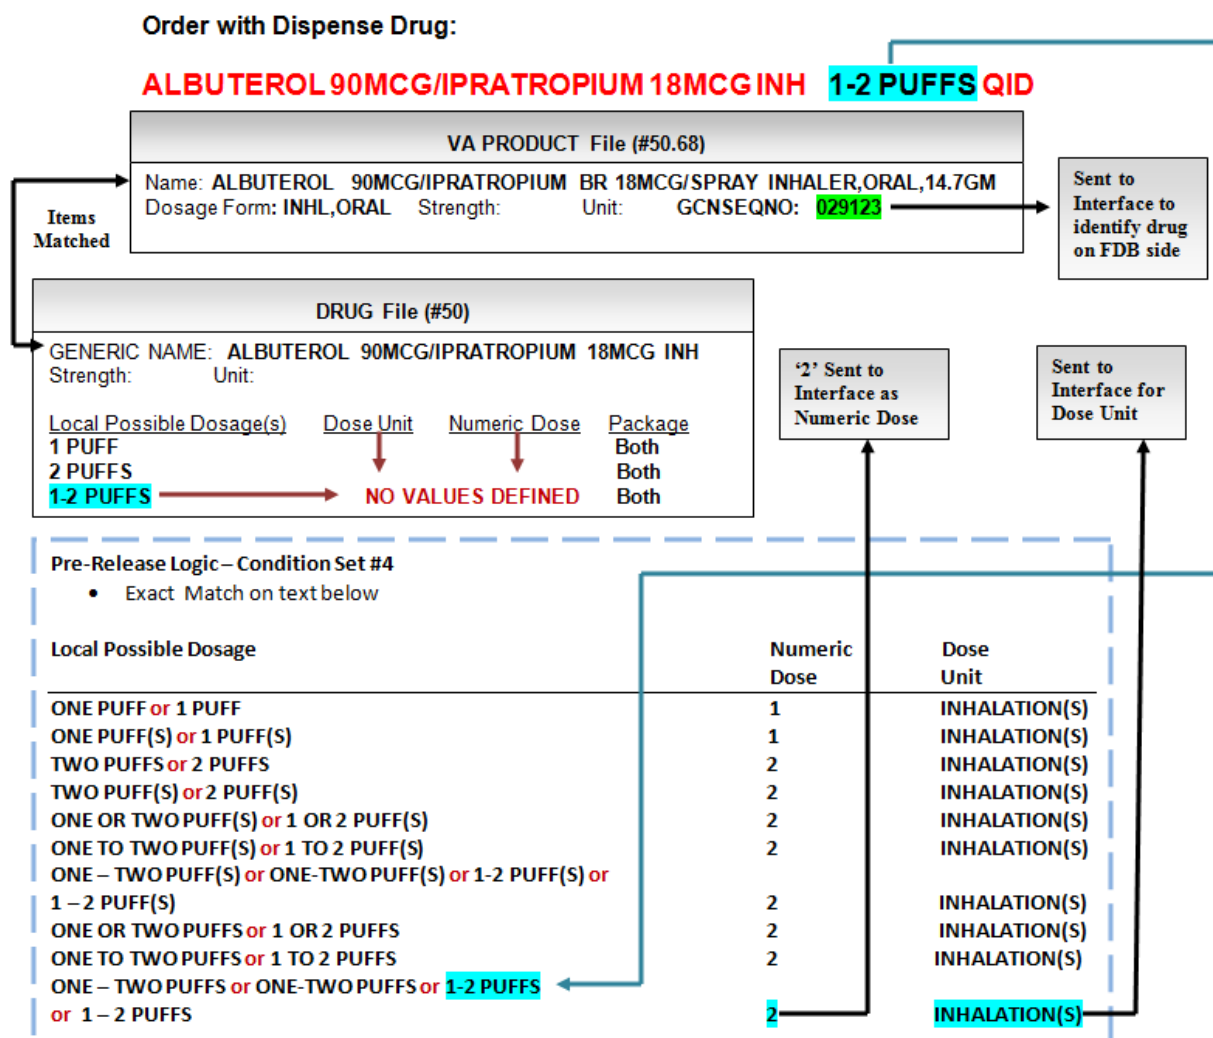 Order with Dispense Drug:
ALBUTEROL 90MCG/IPRATROPIUM 18MCG INH 1-2 PUFFS QID
VA PRODUCT File (#50.68)
Name: ALBUTEROL 90MCG/IPRATROPIUM BR 18MCG/SPRAY INHALER,ORAL,14.7GM
Dosage Form: INHL,ORAL Strength: Unit: GCNSEQNO: 029123
Sent to
Interface to
identify drug
on FDB side
Items
Matched
DRUG File (#50)
GENERIC NAME: ALBUTEROL 90MCG/IPRATROPIUM 18MCG INH
Strength: Unit:
Local Possible Dosage(s) Dose Unit Numeric Dose Package
1 PUFF Both
2 PUFFS Both
1-2 PUFFS NO VALUES DEFINED Both
‘2’ Sent to
Interface as
Numeric Dose
Sent to
Interface for
Dose Unit
Pre-Release Logic – Condition Set #4
• Exact Match on text below
Local Possible Dosage Numeric Dose
Dose Unit
ONE PUFF or 1 PUFF 1 INHALATION(S)
ONE PUFF(S) or 1 PUFF(S) 1 INHALATION(S)
TWO PUFFS or 2 PUFFS 2 INHALATION(S)
TWO PUFF(S) or 2 PUFF(S) 2 INHALATION(S)
ONE OR TWO PUFF(S) or 1 OR 2 PUFF(S) 2 INHALATION(S)
ONE TO TWO PUFF(S) or 1 TO 2 PUFF(S) 2 INHALATION(S)
ONE – TWO PUFF(S) or ONE-TWO PUFF(S) or 1-2 PUFF(S) or
1 – 2 PUFF(S) 2 INHALATION(S)
ONE OR TWO PUFFS or 1 OR 2 PUFFS 2 INHALATION(S)
ONE TO TWO PUFFS or 1 TO 2 PUFFS 2 INHALATION(S)
ONE – TWO PUFFS or ONE-TWO PUFFS or 1-2 PUFFS
or 1 – 2 PUFFS 2 INHALATION(S)